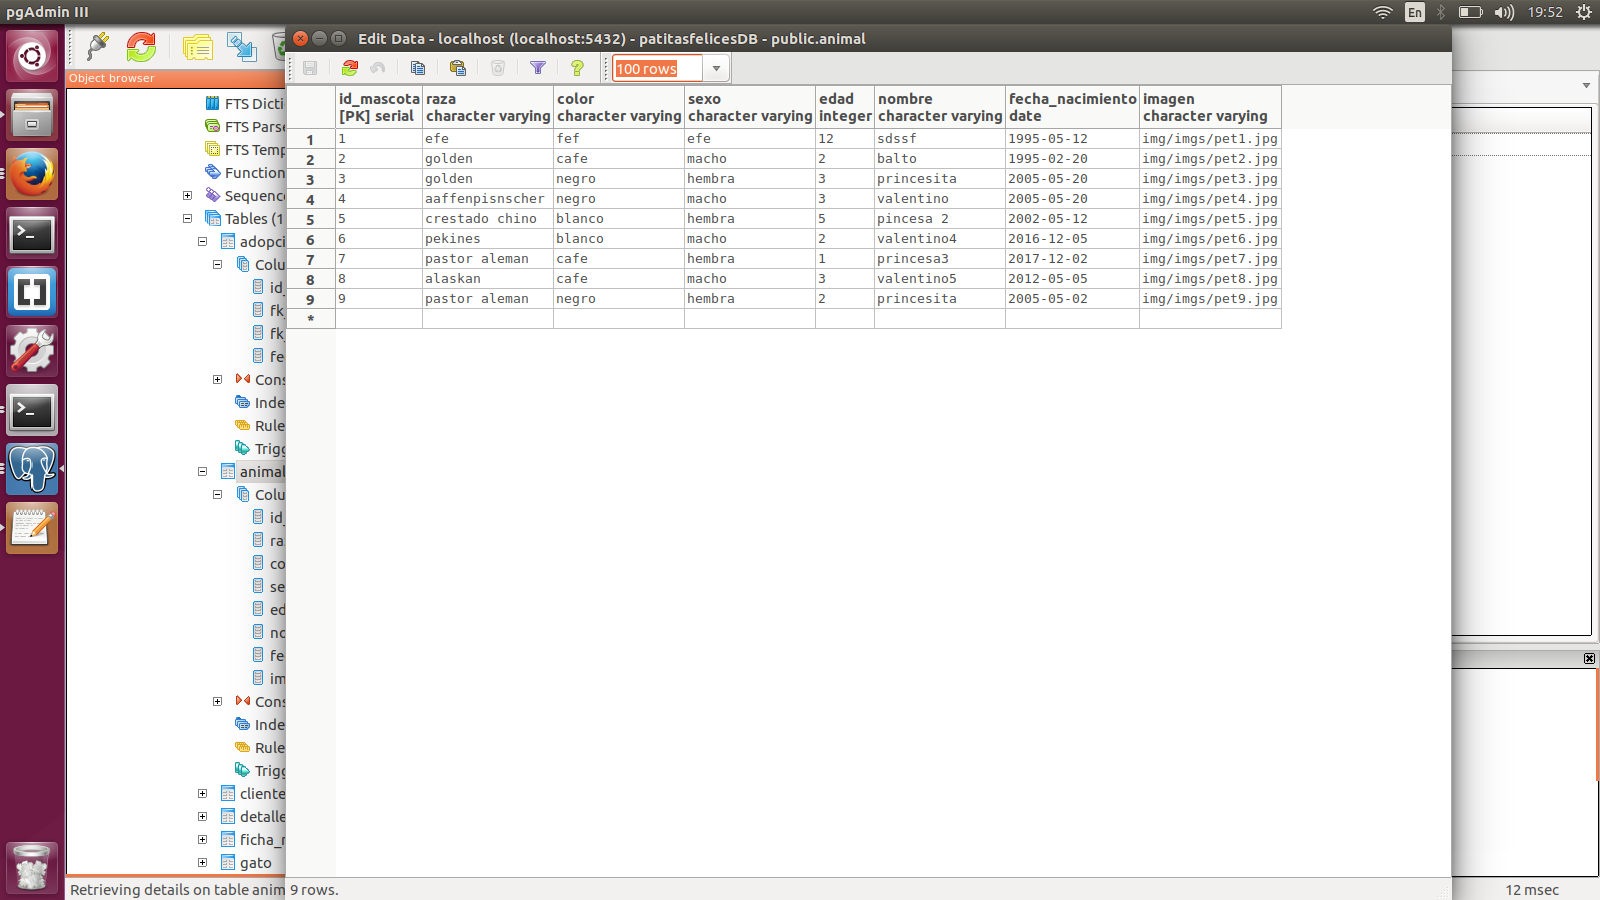 pgAdmin III
En
19:52
Edit Data - localhost (localhost:5432) - patitasfelicesDB - public.animal
100 rows
Object browser
FTS Dicti
FTS Parse
FTS Temp
Function
Sequence
Tables (1
adopci
Colu
id_
fk_
fk_
fe
Cons
Inde
Rule
Trigg
animal
Colu
id_
ra
co
se
ed
no
fe
im
Cons
Inde
Rule
Trigg
cliente
detalle
ficha_
gato
id_mascota raza color sexo edad nombre fecha_nacimiento imagen
[PK] serial character varying character varying character varying integer character varying date character varying
1 1 efe fef efe 12 sdssf 1995-05-12 img/imgs/pet1.jpg
2 2 golden cafe macho 2 balto 1995-02-20 img/imgs/pet2.jpg
3 3 golden negro hembra 3 princesita 2005-05-20 img/imgs/pet3.jpg
4 4 aaffenpisnscher negro macho 3 valentino 2005-05-20 img/imgs/pet4.jpg
5 5 crestado chino blanco hembra 5 pincesa 2 2002-05-12 img/imgs/pet5.jpg
6 6 pekines blanco macho 2 valentino4 2016-12-05 img/imgs/pet6.jpg
7 7 pastor aleman cafe hembra 1 princesa3 2017-12-02 img/imgs/pet7.jpg
8 8 alaskan cafe macho 3 valentino5 2012-05-05 img/imgs/pet8.jpg
9 9 pastor aleman negro hembra 2 princesita 2005-05-02 img/imgs/pet9.jpg
*
Retrieving details on table anim
9 rows.
12 msec